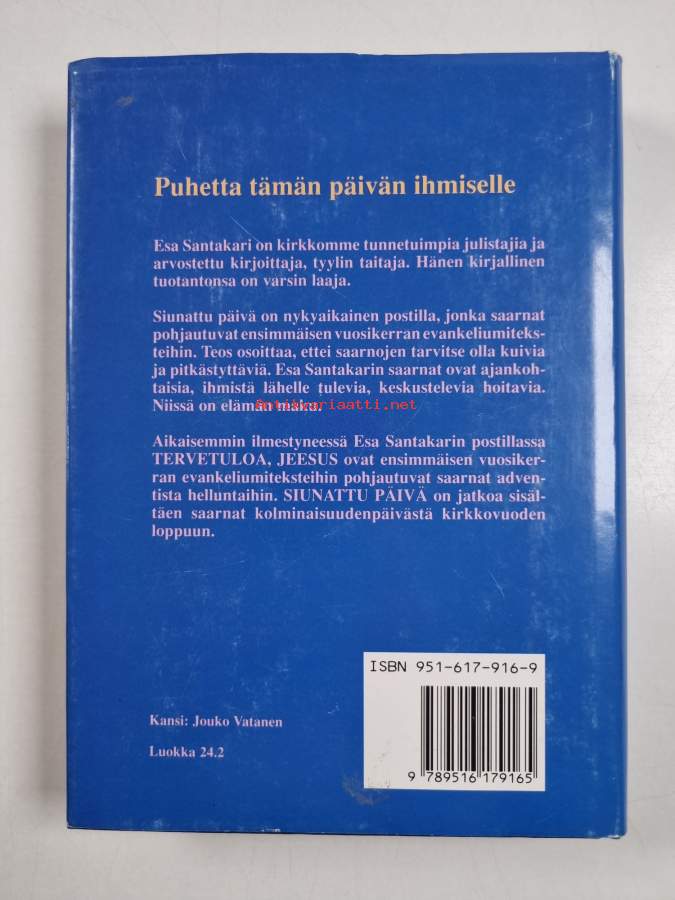 Puhetta tämän päivän ihmiselle
Esa Santakari on kirkkomme tunnetuimpia julistajia ja
arvostettu kirjoittaja, tyylin taitaja. Hänen kirjallinen
tuotantonsa on varsin laaja.
Siunattu päivä on nykyaikainen postilla, jonka saarnat
pohjautuvat ensimmäisen vuosikerran evankeliumiteks-
teihin. Teos osoittaa, ettei saarnojen tarvitse olla kuivia
ja pitkästyttäviä. Esa Santakarin saarnat ovat ajankoh-
taisia, ihmistä lähelle tulevia, keskustelevia hoitavia.
Niissä on elämän maku.
Antikvariaatti.net
Aikaisemmin ilmestyneessä Esa Santakarin postillassa
TERVETULOA, JEESUS ovat ensimmäisen vuosiker-
ran evankeliumiteksteihin pohjautuvat saarnat adven-
tista helluntaihin. SIUNATTU PÄIVÄ on jatkoa sisäl-
täen saarnat kolminaisuudenpäivästä kirkkovuoden
loppuun.
ISBN 951-617-916-9
9 789516 179165
Kansi: Jouko Vatanen
Luokka 24.2